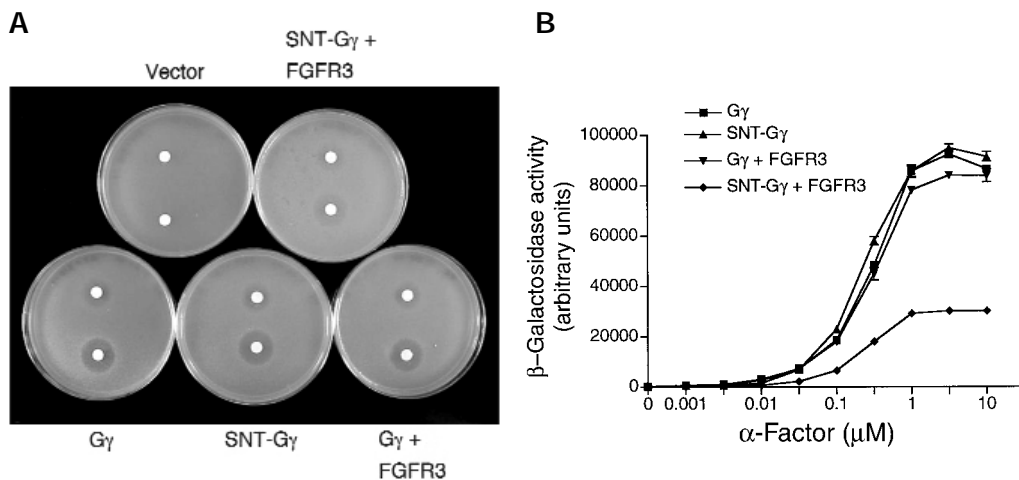 A
SNT-Gγ +
FGFR3
Vector
Gγ
SNT-Gγ
Gγ +
FGFR3
B
Gγ
SNT-Gγ
Gγ + FGFR3
SNT-Gγ + FGFR3
100000
80000
60000
40000
20000
0
β–Galactosidase activity
(arbitrary units)
0 0.001 0.01 0.1 1 10
α-Factor (μM)